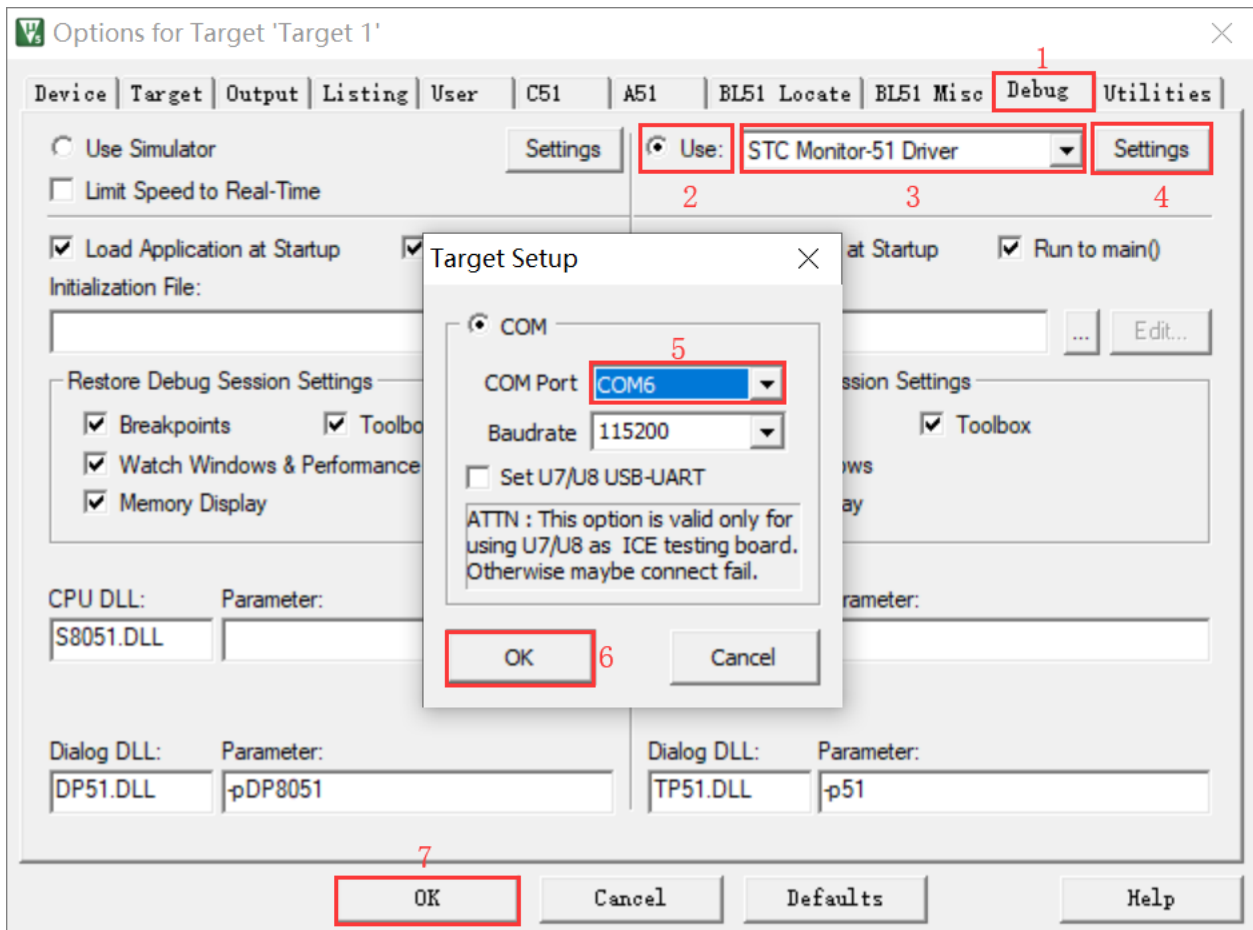 Options for Target 'Target 1'
1
Device Target Output Listing User C51 A51 BL51 Locate BL51 Misc Debug Utilities
Use Simulator Settings Use: STC Monitor-51 Driver Settings
2 3 4
Limit Speed to Real-Time
Load Application at Startup at Startup Run to main()
Initialization File:
... Edit...
Target Setup
COM
5
COM Port COM6
Baudrate 115200
Set U7/U8 USB-UART
ATTN : This option is valid only for
using U7/U8 as ICE testing board.
Otherwise maybe connect fail.
OK 6 Cancel
Restore Debug Session Settings ssion Settings
Breakpoints Toolbo Toolbox
Watch Windows & Performance ows
Memory Display ay
CPU DLL: Parameter: rameter:
S8051.DLL
Dialog DLL: Parameter: Dialog DLL: Parameter:
DP51.DLL -pDP8051 TP51.DLL -p51
7
OK Cancel Defaults Help